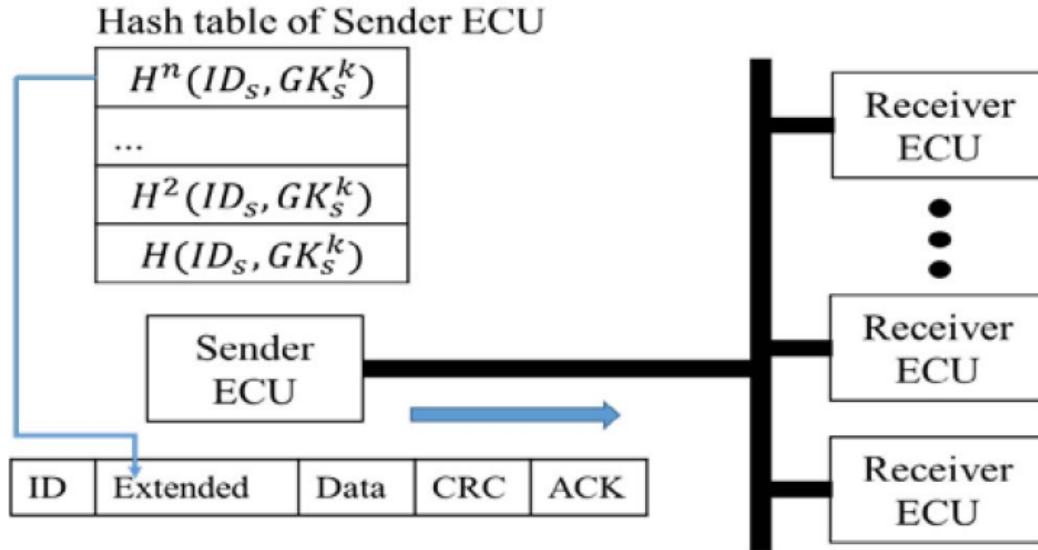 Hash table of Sender ECU
Hⁿ(ID_s, GK_s^k)
...
H²(ID_s, GK_s^k)
H(ID_s, GK_s^k)
Sender
ECU
ID Extended Data CRC ACK
Receiver
ECU
Receiver
ECU
Receiver
ECU